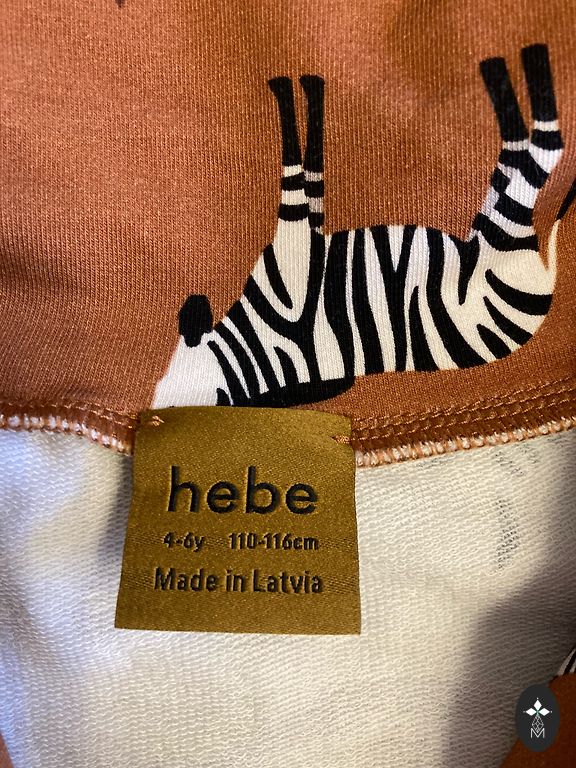 hebe
4-6y 110-116cm
Made in Latvia
M